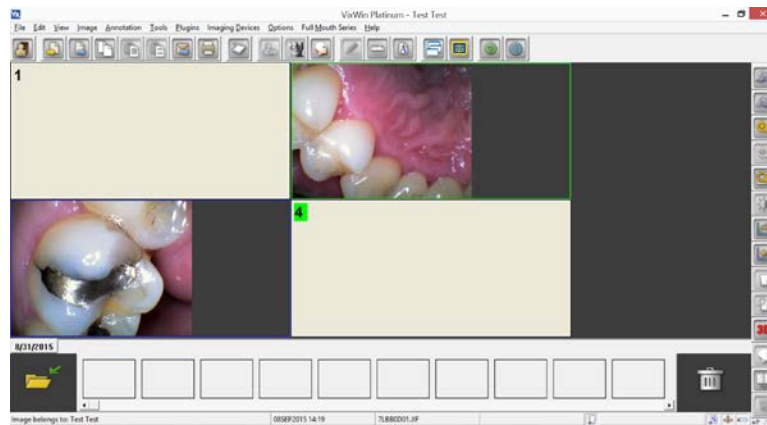 VixWin Platinum - Test Test
File Edit View Image Annotation Tools Plugins Imaging Devices Options Full Mouth Series Help
1
4
8/31/2015
Image belongs to: Test Test
08SEP2015 14:19
7LBB0D01.JIF